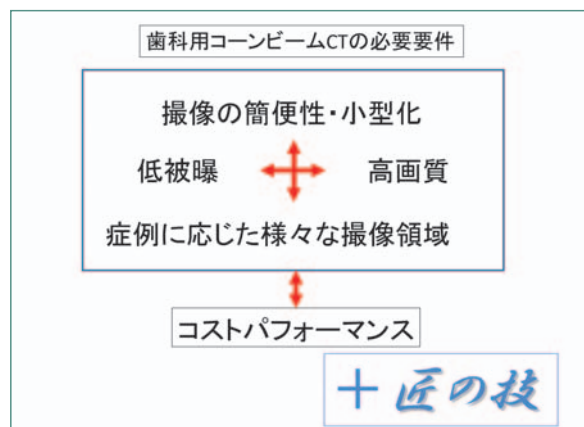 歯科用コーンビームCTの必要要件
撮像の簡便性・小型化
低被曝 高画質
症例に応じた様々な撮像領域
コストパフォーマンス
＋匠の技